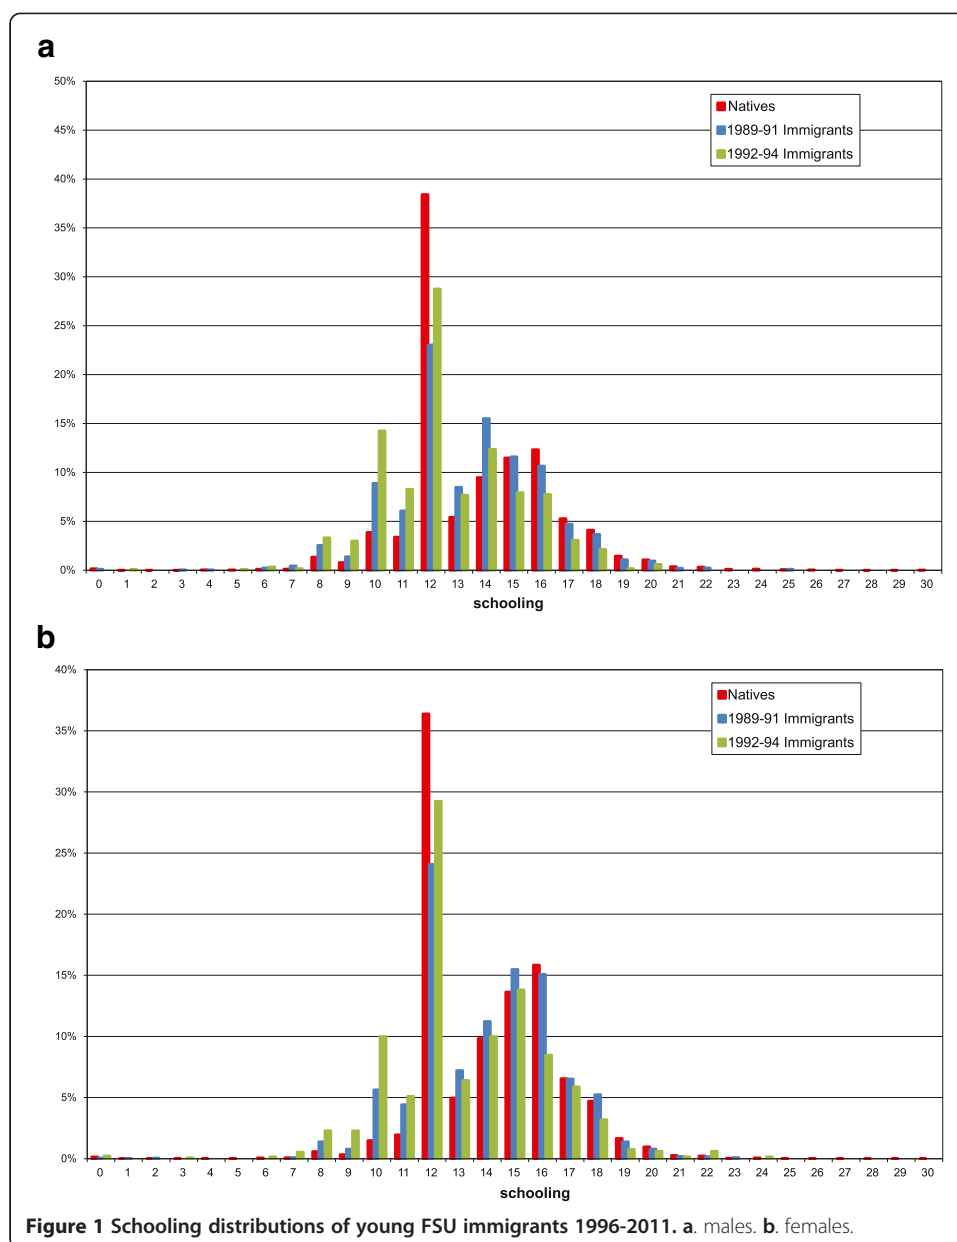 a
50%
Natives
45%
1989-91 Immigrants
1992-94 Immigrants
40%
35%
30%
25%
20%
15%
10%
5%
0%
0 1 2 3 4 5 6 7 8 9 10 11 12 13 14 15 16 17 18 19 20 21 22 23 24 25 26 27 28 29 30
schooling
b
40%
Natives
35%
1989-91 Immigrants
1992-94 Immigrants
30%
25%
20%
15%
10%
5%
0%
0 1 2 3 4 5 6 7 8 9 10 11 12 13 14 15 16 17 18 19 20 21 22 23 24 25 26 27 28 29 30
schooling
Figure 1 Schooling distributions of young FSU immigrants 1996-2011. a. males. b. females.